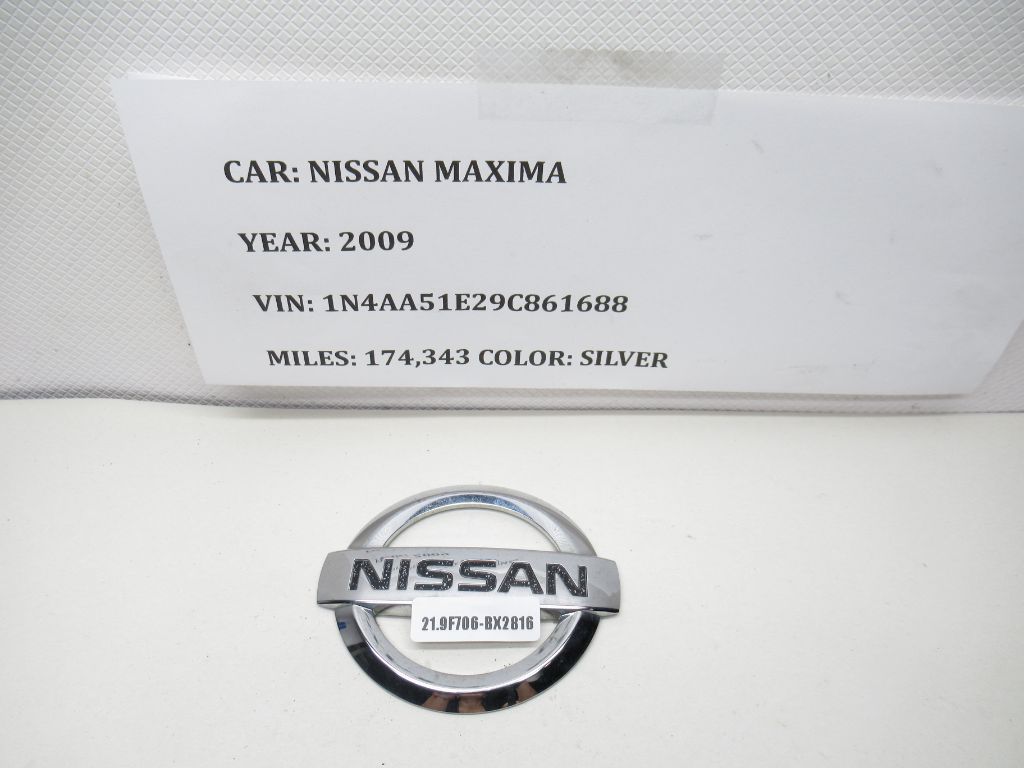 CAR: NISSAN MAXIMA
YEAR: 2009
VIN: 1N4AA51E29C861688
MILES: 174,343 COLOR: SILVER
NISSAN
21.9F706-BX2816